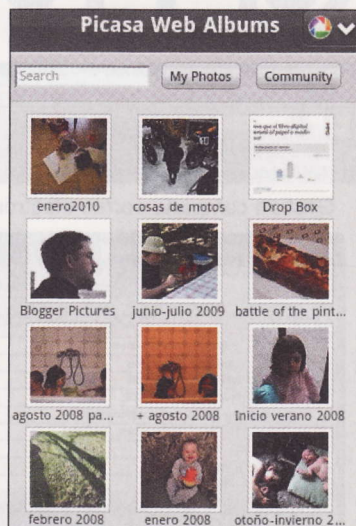 Picasa Web Albums
Search My Photos Community
enero2010 cosas de motos Drop Box
Blogger Pictures junio-julio 2009 battle of the pint...
agosto 2008 pa... + agosto 2008 Inicio verano 2008
febrero 2008 enero 2008 otoño-invierno 2...